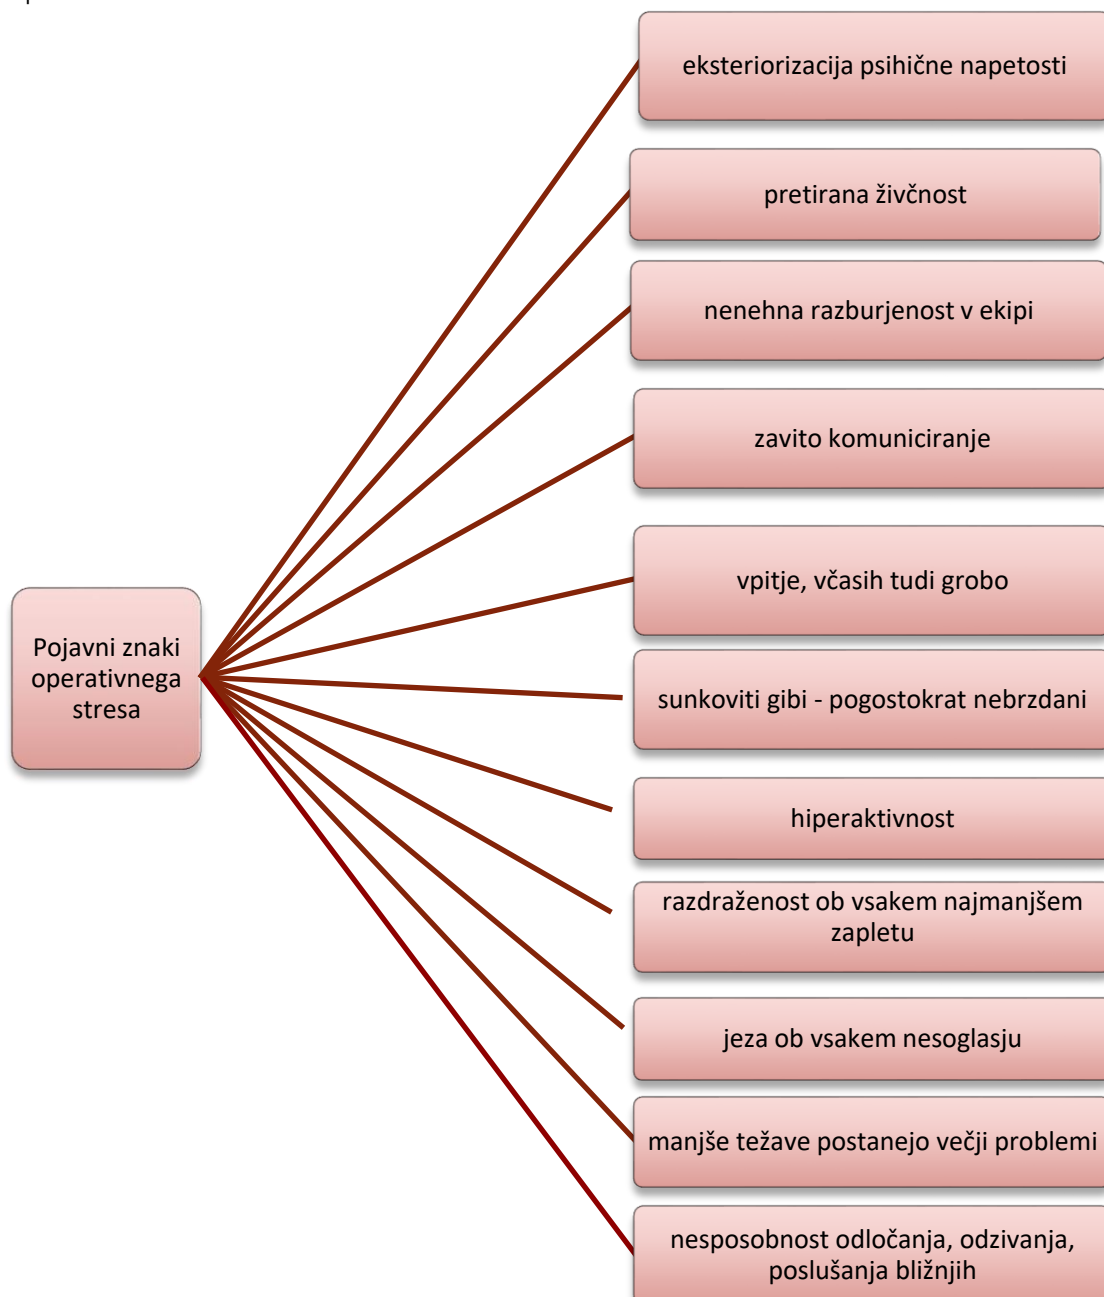 eksteriorizacija psihične napetosti
pretirana živčnost
nenehna razburjenost v ekipi
zavito komuniciranje
vpitje, včasih tudi grobo
Pojavni znaki
operativnega
stresa
sunkoviti gibi - pogostokrat nebrzdani
hiperaktivnost
razdraženost ob vsakem najmanjšem
zapletu
jeza ob vsakem nesoglasju
manjše težave postanejo večji problemi
nesposobnost odločanja, odzivanja,
poslušanja bližnjih